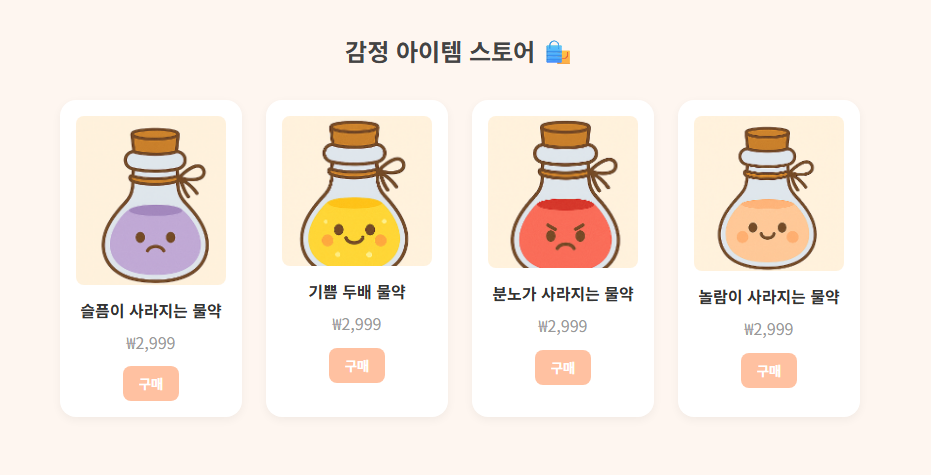 감정 아이템 스토어 🛍️
슬픔이 사라지는 물약
₩2,999
구매
기쁨 두배 물약
₩2,999
구매
분노가 사라지는 물약
₩2,999
구매
놀람이 사라지는 물약
₩2,999
구매